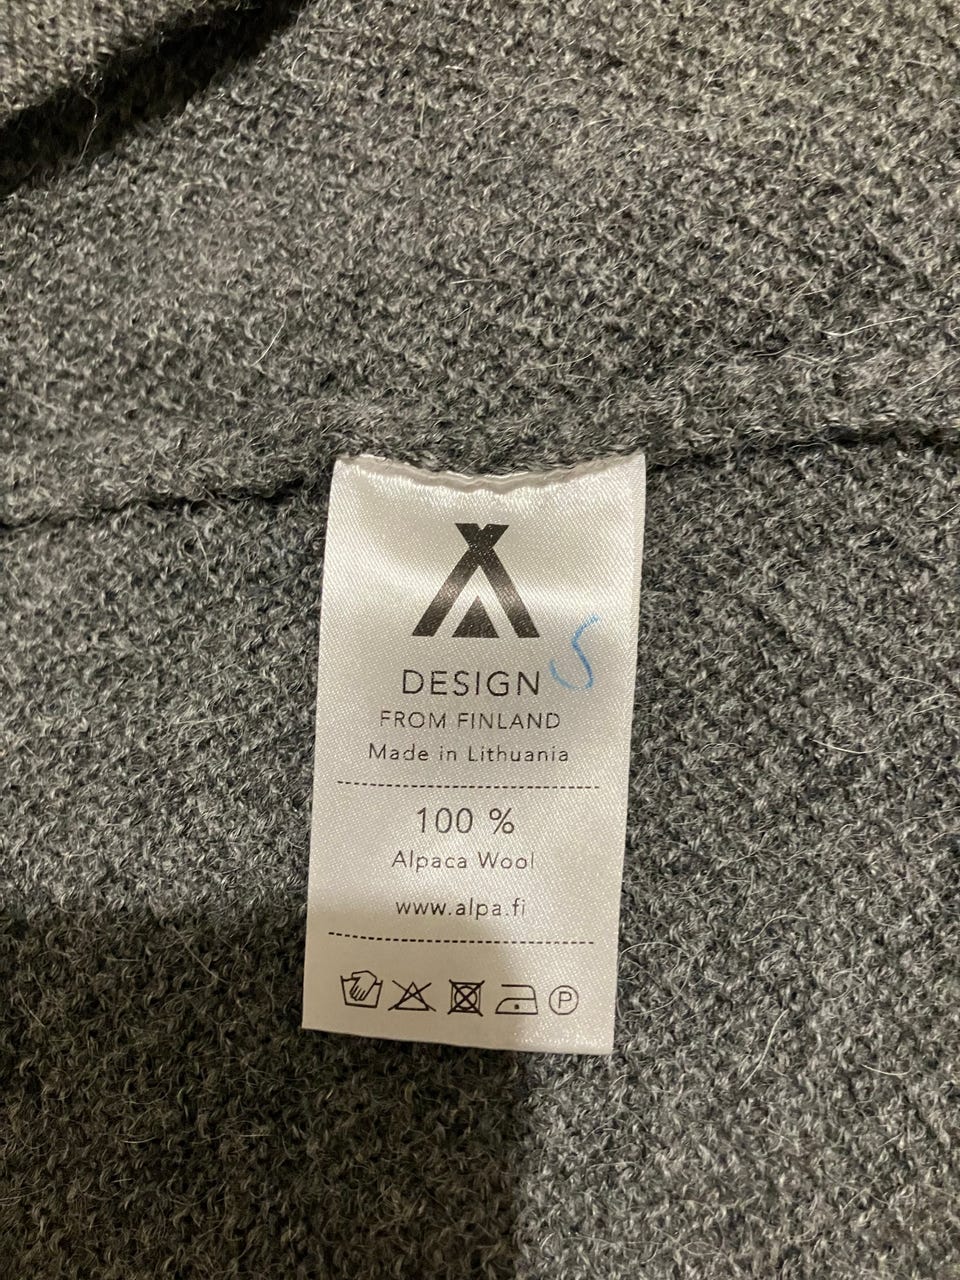 S
DESIGN
FROM FINLAND
Made in Lithuania
100 %
Alpaca Wool
www.alpa.fi
P